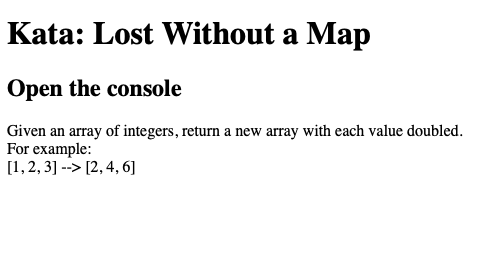 Kata: Lost Without a Map
Open the console
Given an array of integers, return a new array with each value doubled.
For example:
[1, 2, 3] --> [2, 4, 6]